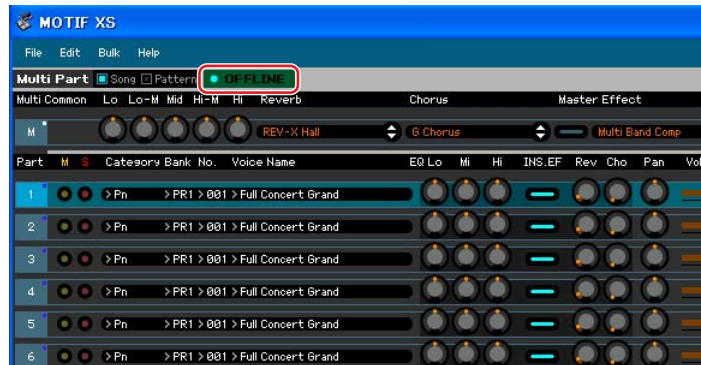 MOTIF XS
File Edit Bulk Help
Multi Part Song Pattern OFFLINE
Multi Common Lo Lo-M Mid Hi-M Hi Reverb Chorus Master Effect
M REV-X Hall G Chorus Multi Band Comp
Part M S Category Bank No. Voice Name EQ Lo Mi Hi INS.EF Rev Cho Pan Vol
1 >Pn >PR1 >001 >Full Concert Grand
2 >Pn >PR1 >001 >Full Concert Grand
3 >Pn >PR1 >001 >Full Concert Grand
4 >Pn >PR1 >001 >Full Concert Grand
5 >Pn >PR1 >001 >Full Concert Grand
6 >Pn >PR1 >001 >Full Concert Grand